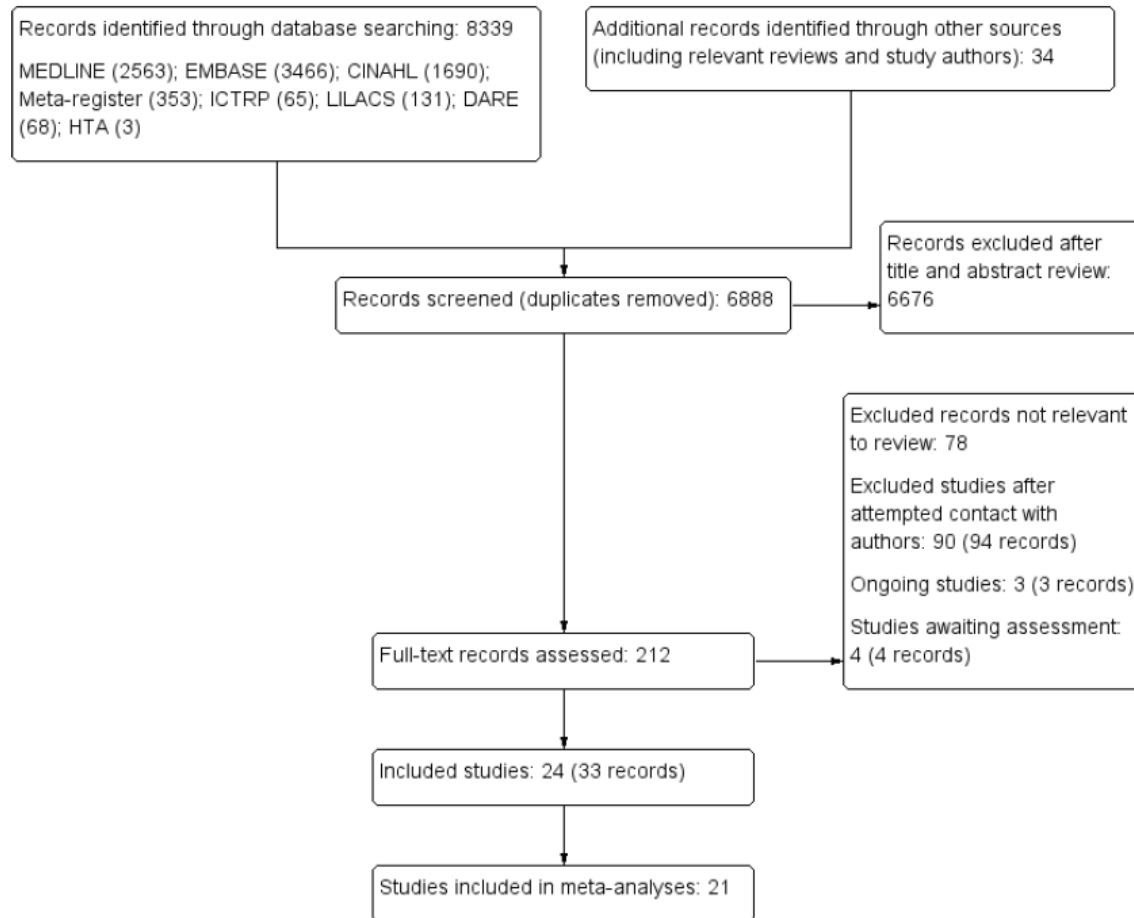 Records identified through database searching: 8339
MEDLINE (2563); EMBASE (3466); CINAHL (1690);
Meta-register (353); ICTRP (65); LILACS (131); DARE
(68); HTA (3)
Additional records identified through other sources
(including relevant reviews and study authors): 34
Records screened (duplicates removed): 6888
Records excluded after
title and abstract review:
6676
Full-text records assessed: 212
Excluded records not relevant
to review: 78
Excluded studies after
attempted contact with
authors: 90 (94 records)
Ongoing studies: 3 (3 records)
Studies awaiting assessment:
4 (4 records)
Included studies: 24 (33 records)
Studies included in meta-analyses: 21